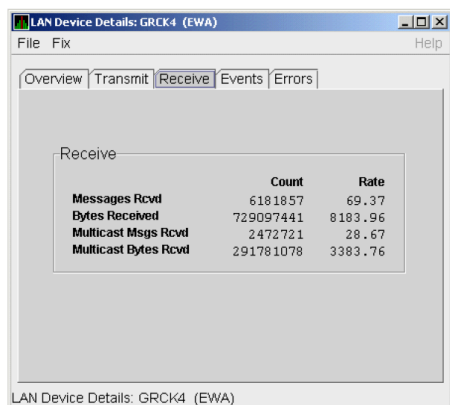 LAN Device Details: GRCK4 (EWA)
File Fix Help
Overview Transmit Receive Events Errors
Receive
Count Rate
Messages Rcvd 6181857 69.37
Bytes Received 729097441 8183.96
Multicast Msgs Rcvd 2472721 28.67
Multicast Bytes Rcvd 291781078 3383.76
LAN Device Details: GRCK4 (EWA)